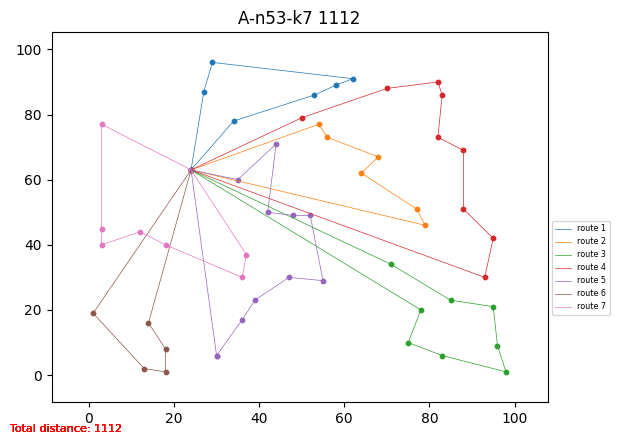 A-n53-k7 1112
100
80
60
40
20
0
0 20 40 60 80 100
route 1
route 2
route 3
route 4
route 5
route 6
route 7
Total distance: 1112